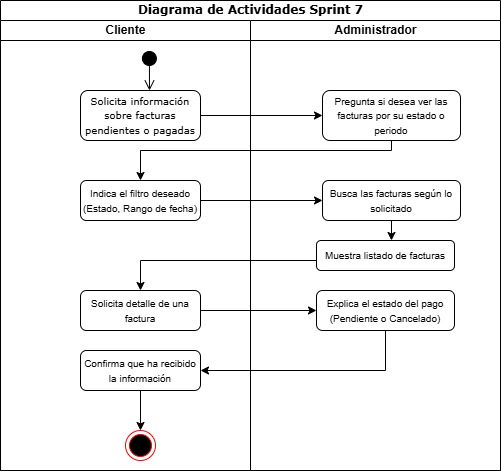 Diagrama de Actividades Sprint 7
Cliente
Administrador
Solicita información
sobre facturas
pendientes o pagadas
Pregunta si desea ver las
facturas por su estado o
periodo
Indica el filtro deseado
(Estado, Rango de fecha)
Busca las facturas según lo
solicitado
Muestra listado de facturas
Solicita detalle de una
factura
Explica el estado del pago
(Pendiente o Cancelado)
Confirma que ha recibido
la información